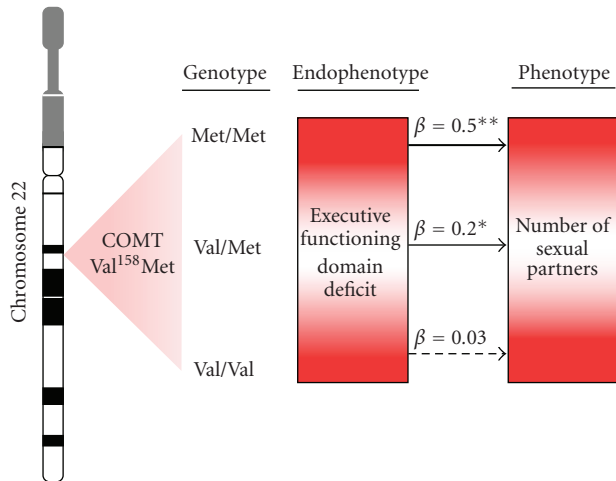 Genotype
Endophenotype
Phenotype
Chromosome 22
COMT
Val¹⁵⁸Met
Met/Met
Val/Met
Val/Val
Executive
functioning
domain
deficit
β = 0.5**
β = 0.2*
β = 0.03
Number of
sexual
partners